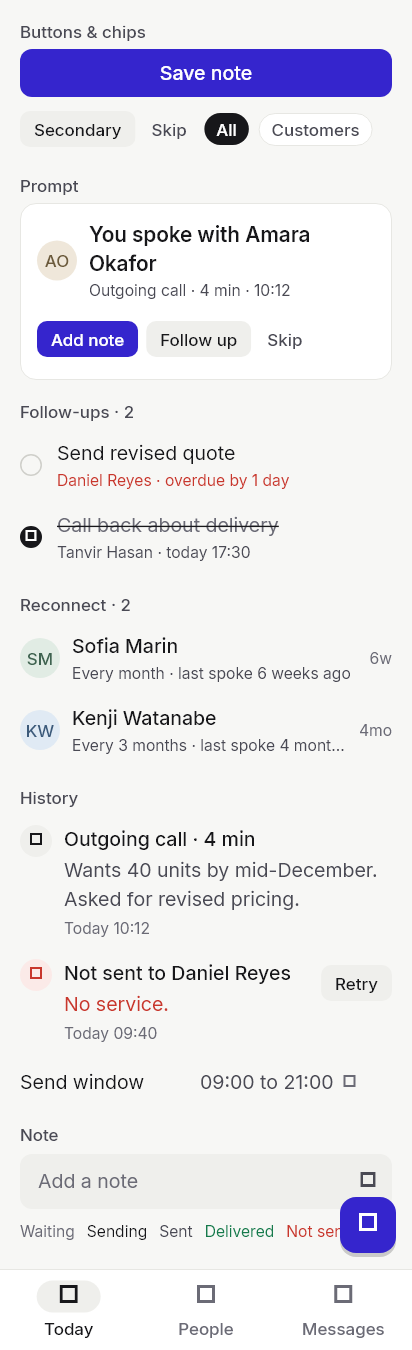 Buttons & chips
Save note
Secondary Skip All Customers
Prompt
AO
You spoke with Amara
Okafor
Outgoing call · 4 min · 10:12
Add note Follow up Skip
Follow-ups · 2
Send revised quote
Daniel Reyes · overdue by 1 day
Call back about delivery
Tanvir Hasan · today 17:30
Reconnect · 2
SM
Sofia Marin
Every month · last spoke 6 weeks ago
6w
KW
Kenji Watanabe
Every 3 months · last spoke 4 mont…
4mo
History
Outgoing call · 4 min
Wants 40 units by mid-December.
Asked for revised pricing.
Today 10:12
Not sent to Daniel Reyes
No service.
Today 09:40
Retry
Send window 09:00 to 21:00
Note
Add a note
Waiting Sending Sent Delivered Not
Today People Messages